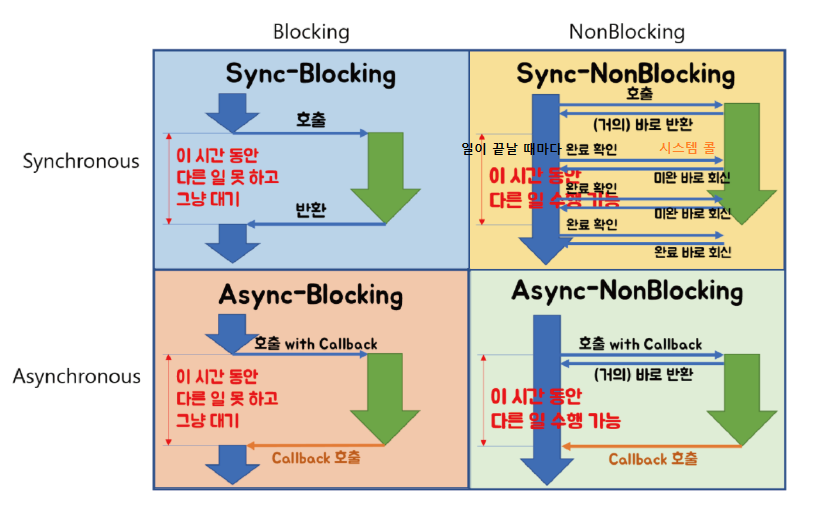 Blocking
NonBlocking
Synchronous
Sync-Blocking
호출
이 시간 동안
다른 일 못 하고
그냥 대기
반환
Sync-NonBlocking
호출
(거의) 바로 반환
일이 끝날 때마다 완료 확인
시스템 콜
이 시간 동안
다른 일 수행 가능
미완 바로 회신
완료 확인
미완 바로 회신
완료 확인
완료 바로 회신
Asynchronous
Async-Blocking
호출 with Callback
이 시간 동안
다른 일 못 하고
그냥 대기
Callback 호출
Async-NonBlocking
호출 with Callback
(거의) 바로 반환
이 시간 동안
다른 일 수행 가능
Callback 호출